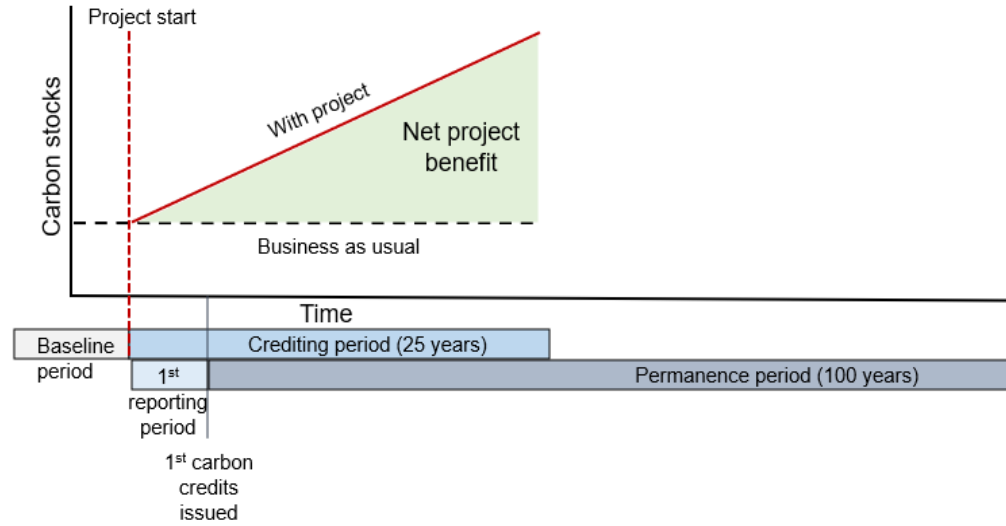 Project start
Carbon stocks
With project
Net project
benefit
Business as usual
Time
Baseline
period
Crediting period (25 years)
1st
reporting
period
Permanence period (100 years)
1st carbon
credits
issued